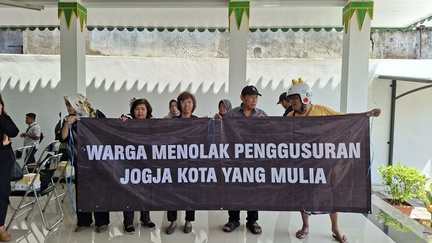 WARGA MENOLAK PENGGUSURAN
JOGJA KOTA YANG MULIA